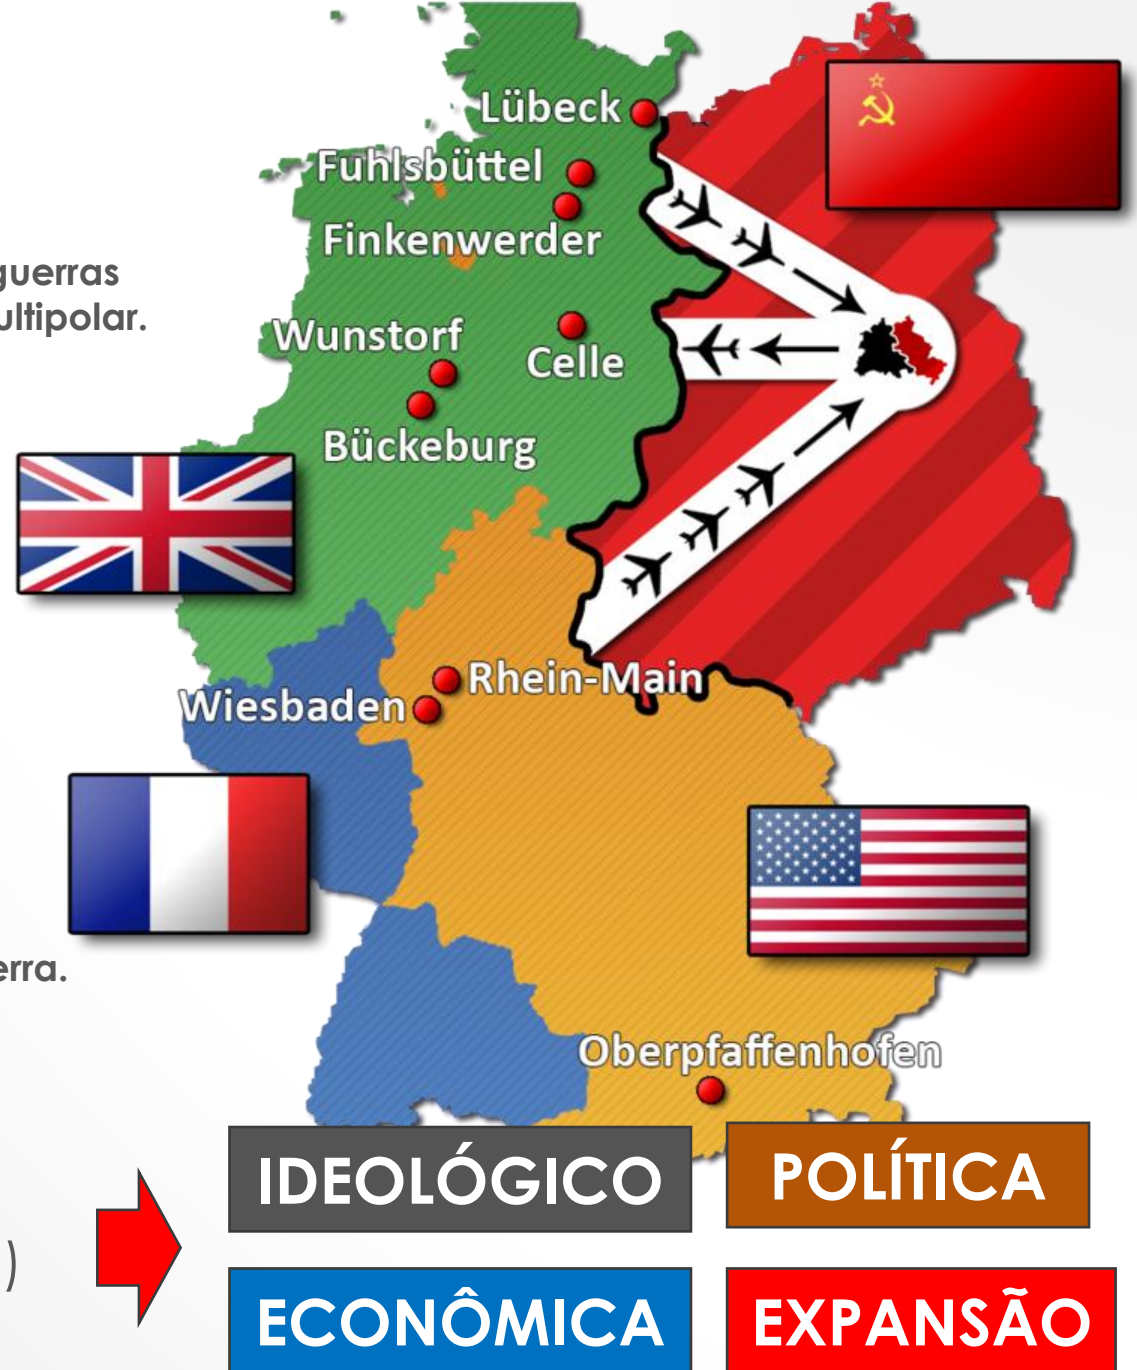 Lübeck
Fuhlsbüttel
Finkenwerder
guerras
ultipolar.
Wunstorf
Celle
Bückeburg
Rhein-Main
Wiesbaden
erra.
Oberpfaffenhofen
IDEOLÓGICO
POLÍTICA
)
ECONÔMICA
EXPANSÃO